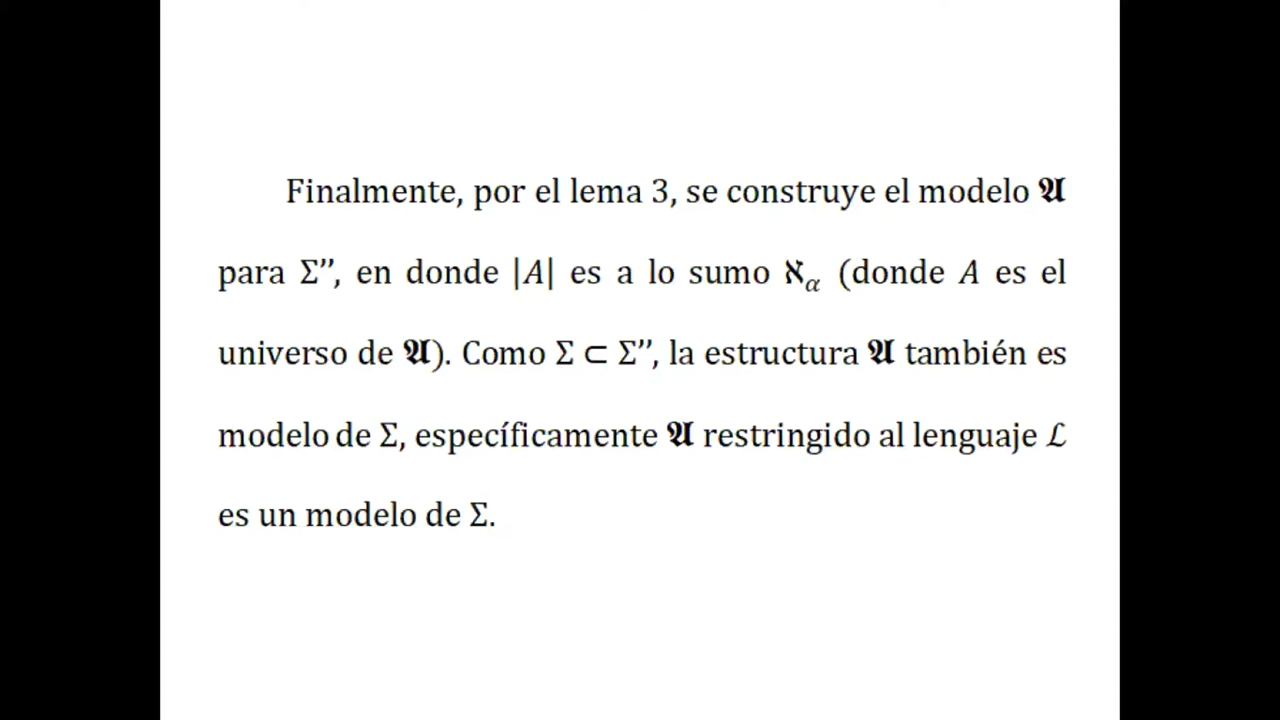 Finalmente, por el lema 3, se construye el modelo 𝕬
para Σ”, en donde |A| es a lo sumo ℵα (donde A es el
universo de 𝕬). Como Σ ⊂ Σ”, la estructura 𝕬 también es
modelo de Σ, específicamente 𝕬 restringido al lenguaje ℒ
es un modelo de Σ.